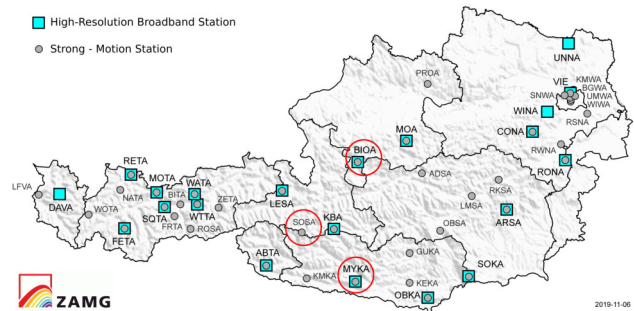 High-Resolution Broadband Station
Strong - Motion Station
UNNA
PROA
VIE
KMWA
BGWA
SNWA
UMWA
WIWA
WINA
RSNA
CONA
MOA
RWNA
BIOA
LRONA
RETA
ADSA
MOTA
WATA
RKSA
LFVA
NATA
BITA
LESA
LMSA
DAVA
ZETA
WOTA
SQTA
WTTA
ARSA
FRTA
SOSA
KBA
OBSA
FETA
ROSA
ABTA
GUKA
MYKA
SOKA
KMKA
KEKA
OBKA
ZAMG
2019-11-06